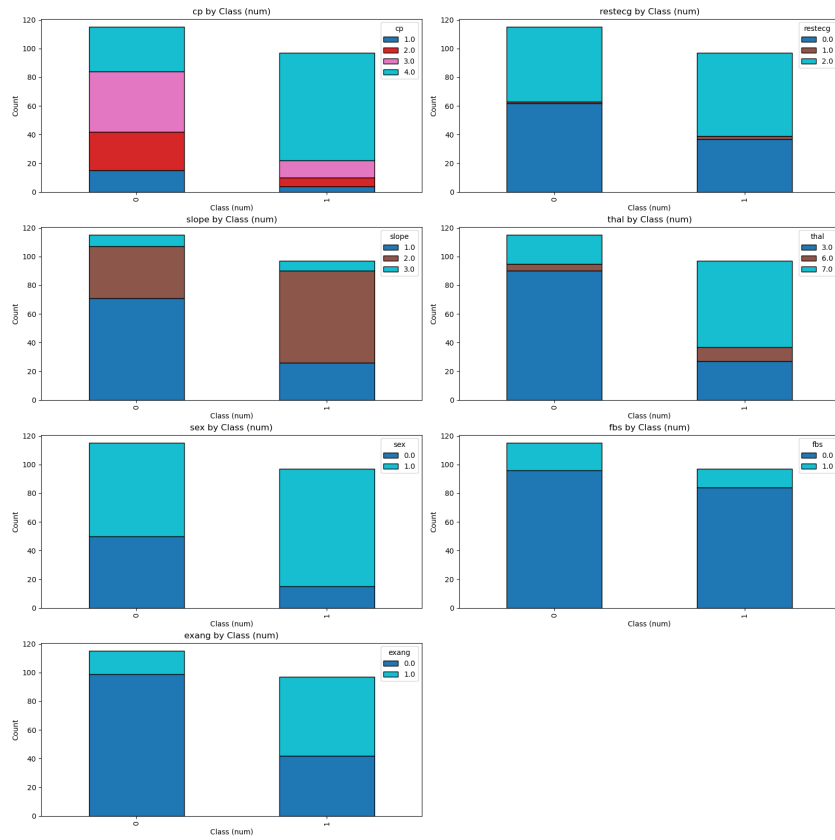 cp by Class (num)
120
100
80
60
40
20
0
Count
cp
1.0
2.0
3.0
4.0
0
1
Class (num)
restecg by Class (num)
120
100
80
60
40
20
0
Count
restecg
0.0
1.0
2.0
0
1
Class (num)
slope by Class (num)
120
100
80
60
40
20
0
Count
slope
1.0
2.0
3.0
0
1
Class (num)
thal by Class (num)
120
100
80
60
40
20
0
Count
thal
3.0
6.0
7.0
0
1
Class (num)
sex by Class (num)
120
100
80
60
40
20
0
Count
sex
0.0
1.0
0
1
Class (num)
fbs by Class (num)
120
100
80
60
40
20
0
Count
fbs
0.0
1.0
0
1
Class (num)
exang by Class (num)
120
100
80
60
40
20
0
Count
exang
0.0
1.0
0
1
Class (num)